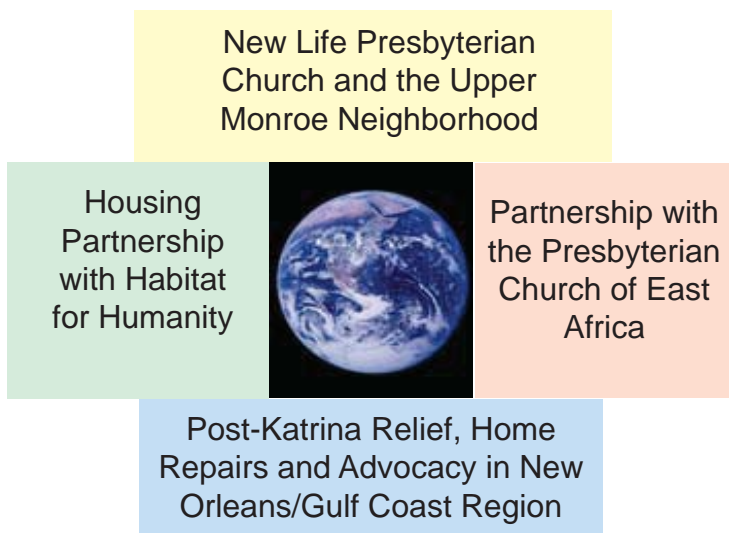 New Life Presbyterian
Church and the Upper
Monroe Neighborhood
Housing
Partnership
with Habitat
for Humanity
Partnership with
the Presbyterian
Church of East
Africa
Post-Katrina Relief, Home
Repairs and Advocacy in New
Orleans/Gulf Coast Region